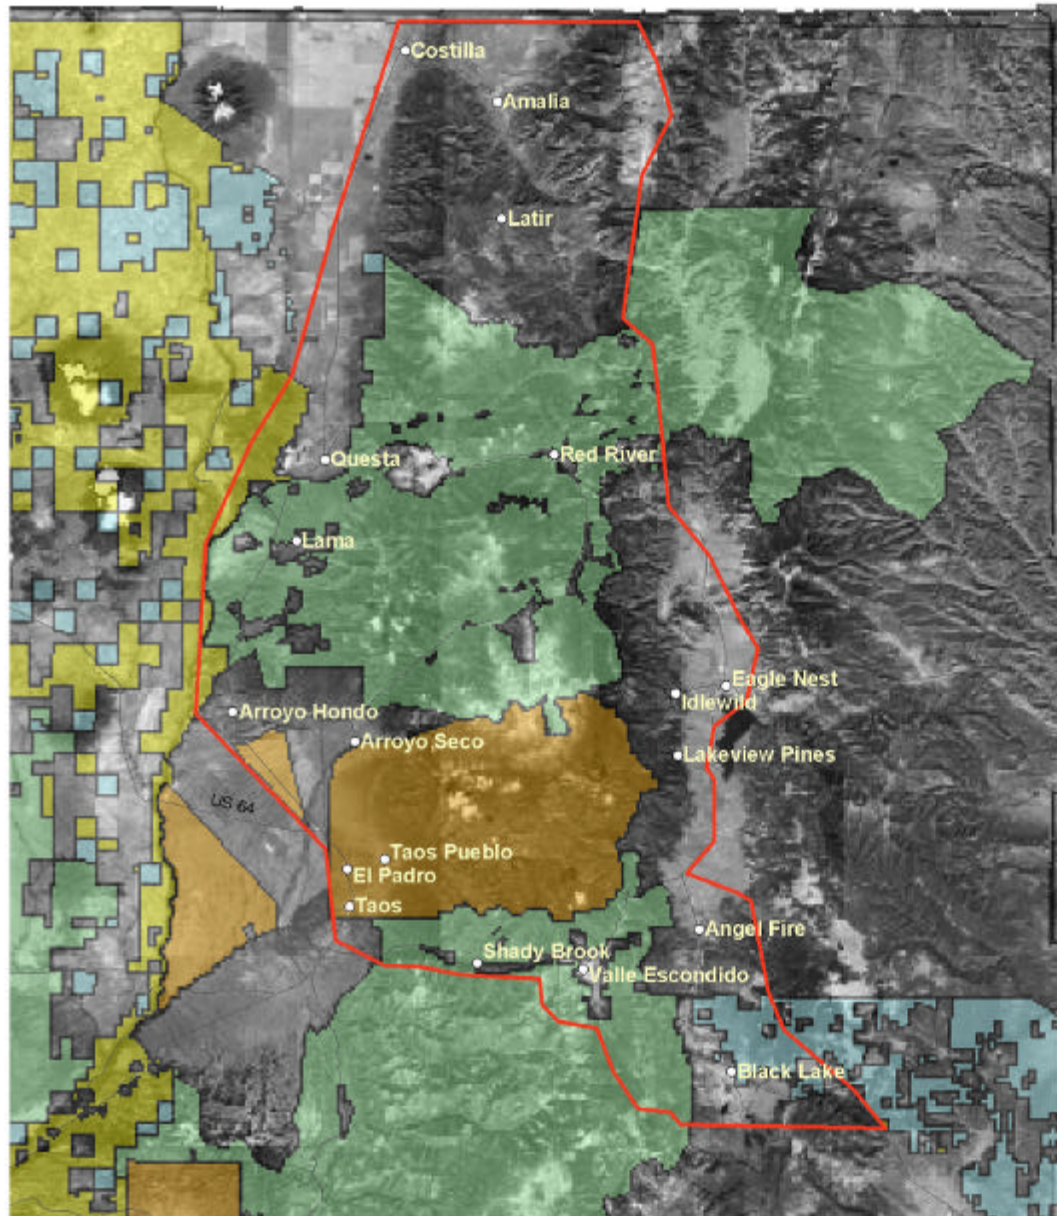 Costilla
Amalia
Latir
Questa
Red River
Lama
Eagle Nest
Idlewild
Arroyo Hondo
Arroyo Seco
Lakeview Pines
US 64
Taos Pueblo
El Padro
Taos
Angel Fire
Shady Brook
Valle Escondido
Black Lake